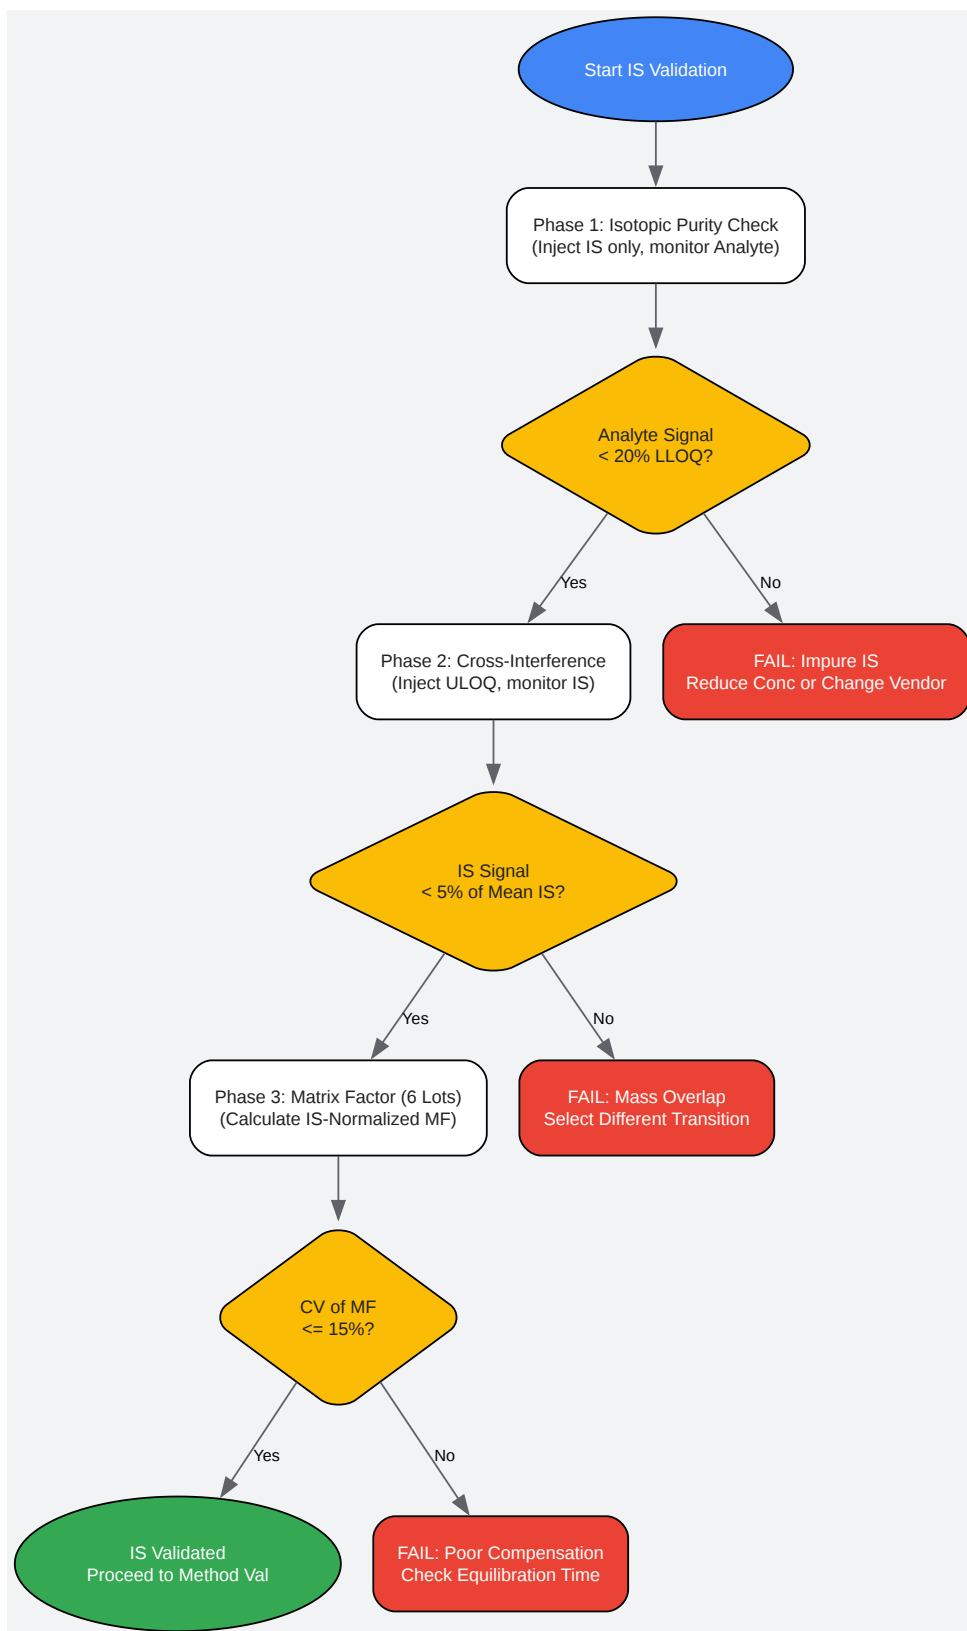 Start IS Validation
Phase 1: Isotopic Purity Check
(Inject IS only, monitor Analyte)
Analyte Signal
< 20% LLOQ?
Yes
No
Phase 2: Cross-Interference
(Inject ULOQ, monitor IS)
FAIL: Impure IS
Reduce Conc or Change Vendor
IS Signal
< 5% of Mean IS?
Yes
No
Phase 3: Matrix Factor (6 Lots)
(Calculate IS-Normalized MF)
FAIL: Mass Overlap
Select Different Transition
CV of MF
<= 15%?
Yes
No
IS Validated
Proceed to Method Val
FAIL: Poor Compensation
Check Equilibration Time